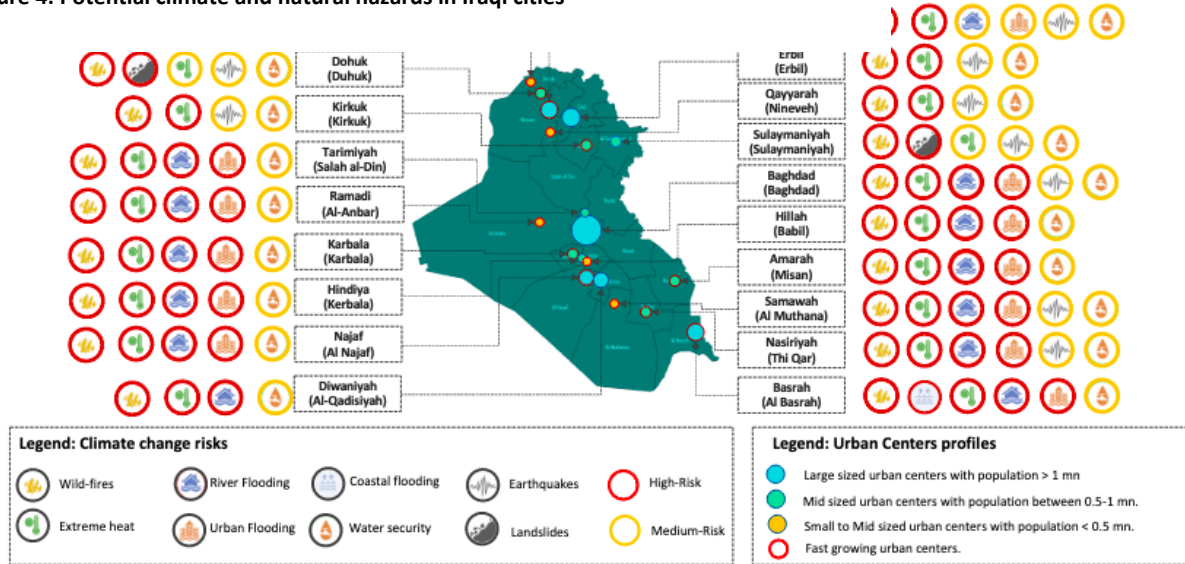 Dohuk
(Duhuk)
Kirkuk
(Kirkuk)
Tarimiyah
(Salah al-Din)
Ramadi
(Al-Anbar)
Karbala
(Karbala)
Hindiya
(Kerbala)
Najaf
(Al Najaf)
Diwaniyah
(Al-Qadisiyah)
Erbil
(Erbil)
Qayyarah
(Nineveh)
Sulaymaniyah
(Sulaymaniyah)
Baghdad
(Baghdad)
Hillah
(Babil)
Amarah
(Misan)
Samawah
(Al Muthana)
Nasiriyah
(Thi Qar)
Basrah
(Al Basrah)
Legend: Climate change risks
Wild-fires
River Flooding
Coastal flooding
Earthquakes
High-Risk
Extreme heat
Urban Flooding
Water security
Landslides
Medium-Risk
Legend: Urban Centers profiles
Large sized urban centers with population > 1 mn
Mid sized urban centers with population between 0.5-1 mn.
Small to Mid sized urban centers with population < 0.5 mn.
Fast growing urban centers.